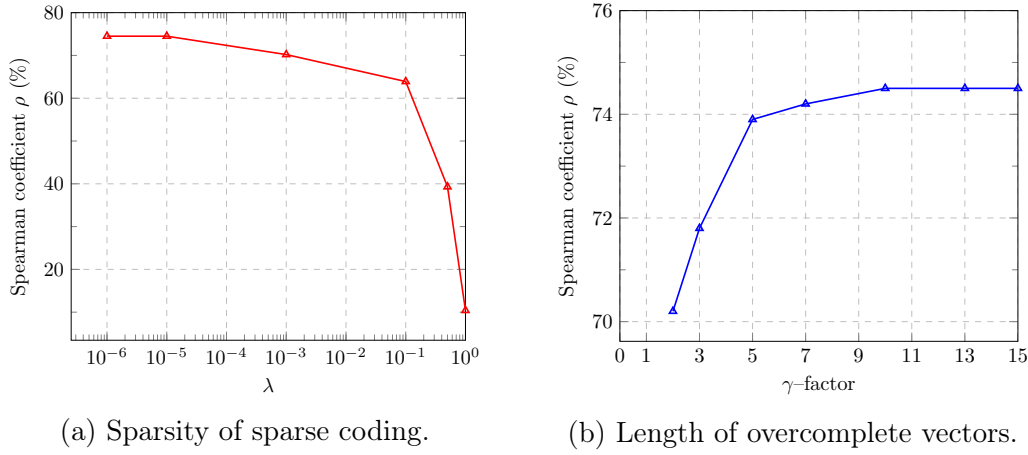 80
60
40
20
Spearman coefficient ρ (%)
10⁻⁶ 10⁻⁵ 10⁻⁴ 10⁻³ 10⁻² 10⁻¹ 10⁰
λ
(a) Sparsity of sparse coding.
76
74
72
70
Spearman coefficient ρ (%)
0 1 3 5 7 9 11 13 15
γ–factor
(b) Length of overcomplete vectors.